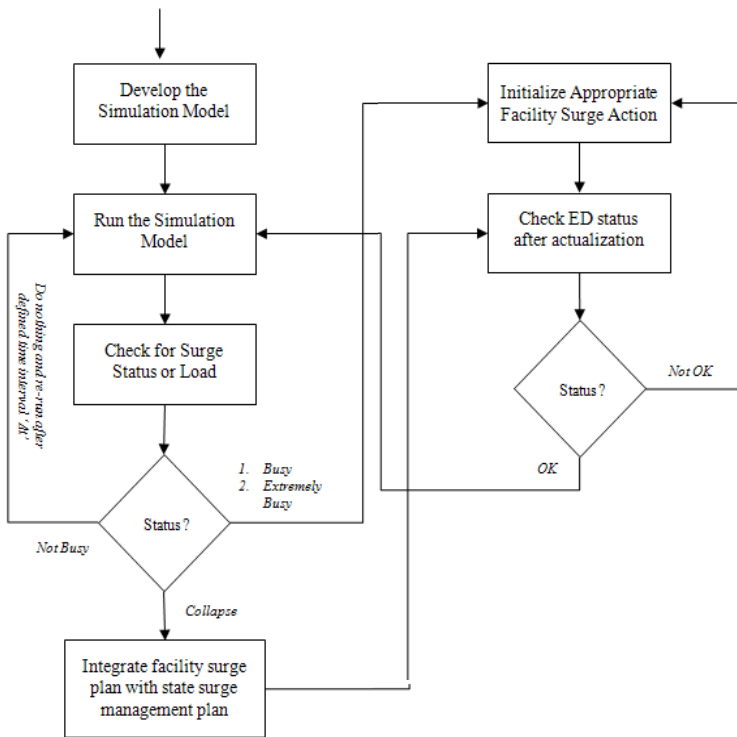 Develop the
Simulation Model
Run the Simulation
Model
Do nothing and re-run after
defined time interval 'Δt'
Check for Surge
Status or Load
Status?
Not Busy
1. Busy
2. Extremely
Busy
Collapse
Integrate facility surge
plan with state surge
management plan
Initialize Appropriate
Facility Surge Action
Check ED status
after actualization
Status?
Not OK
OK